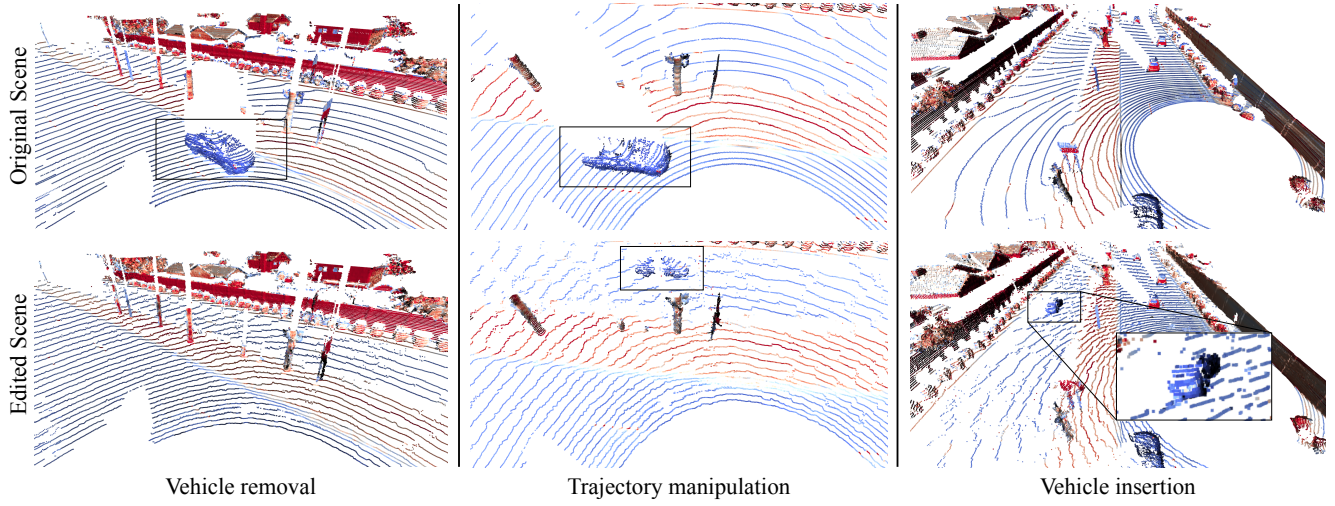 Original Scene
Edited Scene
Vehicle removal
Trajectory manipulation
Vehicle insertion